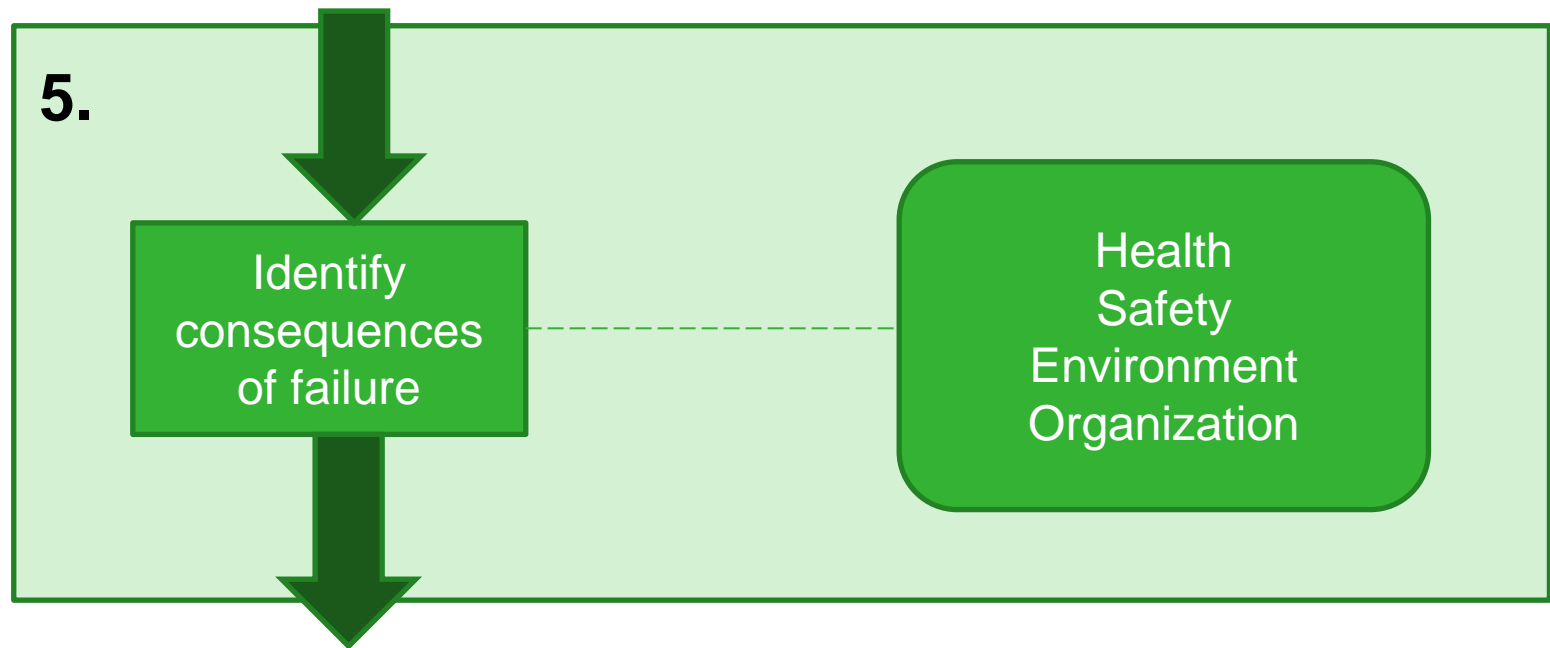 5.
Identify
consequences
of failure
Health
Safety
Environment
Organization